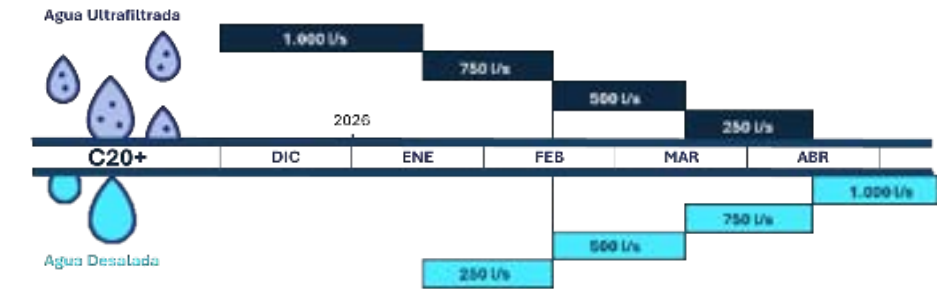 Agua Ultrafiltrada
1.000 l/s
750 l/s
500 l/s
250 l/s
2026
C20+ DIC ENE FEB MAR ABR
1.000 l/s
750 l/s
500 l/s
250 l/s
Agua Desalada